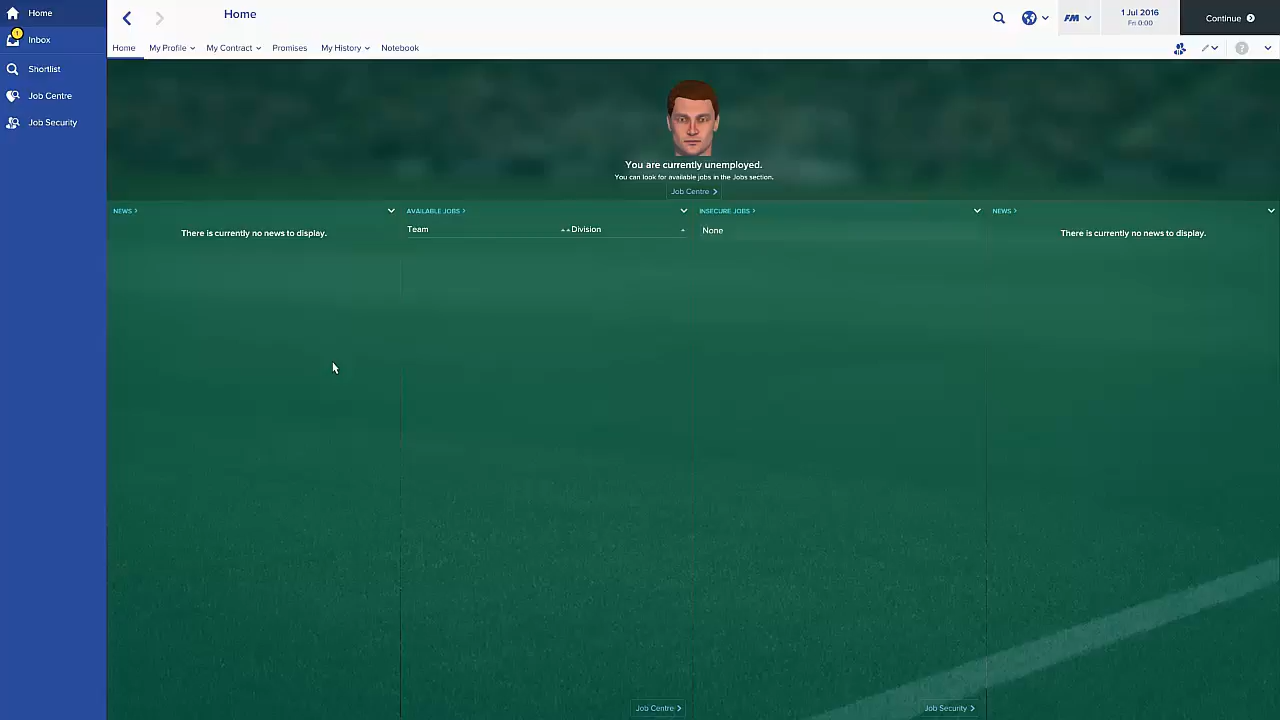 Home
Home
1 Jul 2016
Fri 0:00
FM
Continue
1
Inbox
Home My Profile My Contract Promises My History Notebook
?
Shortlist
Job Centre
Job Security
You are currently unemployed.
You can look for available jobs in the Jobs section.
Job Centre
NEWS
AVAILABLE JOBS
INSECURE JOBS
NEWS
There is currently no news to display.
Team Division
None
There is currently no news to display.
Job Centre
Job Security